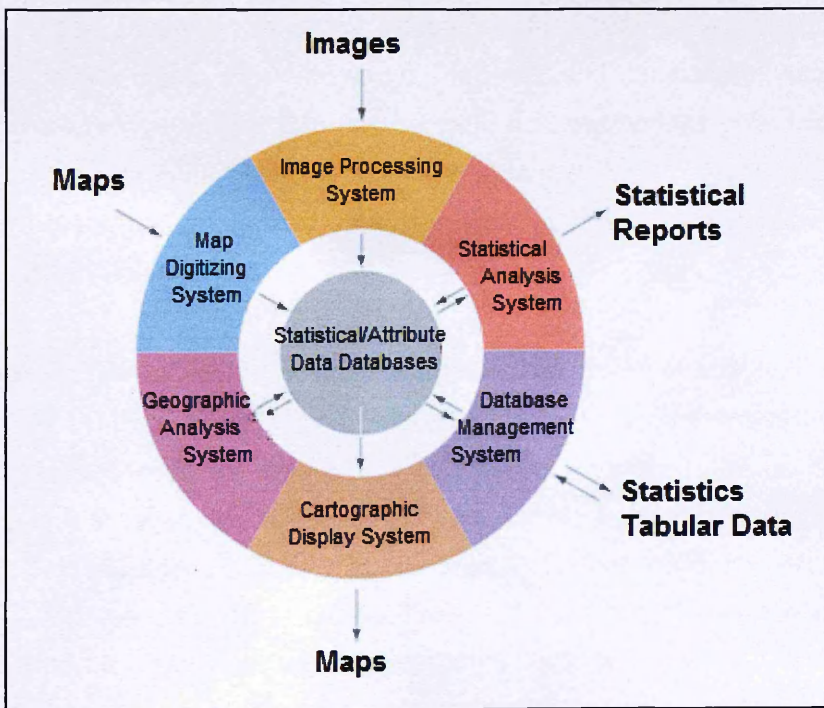 Images
Image Processing
System
Maps
Map
Digitizing
System
Statistical
Analysis
System
Statistical
Reports
Statistical/Attribute
Data Databases
Geographic
Analysis
System
Database
Management
System
Cartographic
Display System
Statistics
Tabular Data
Maps